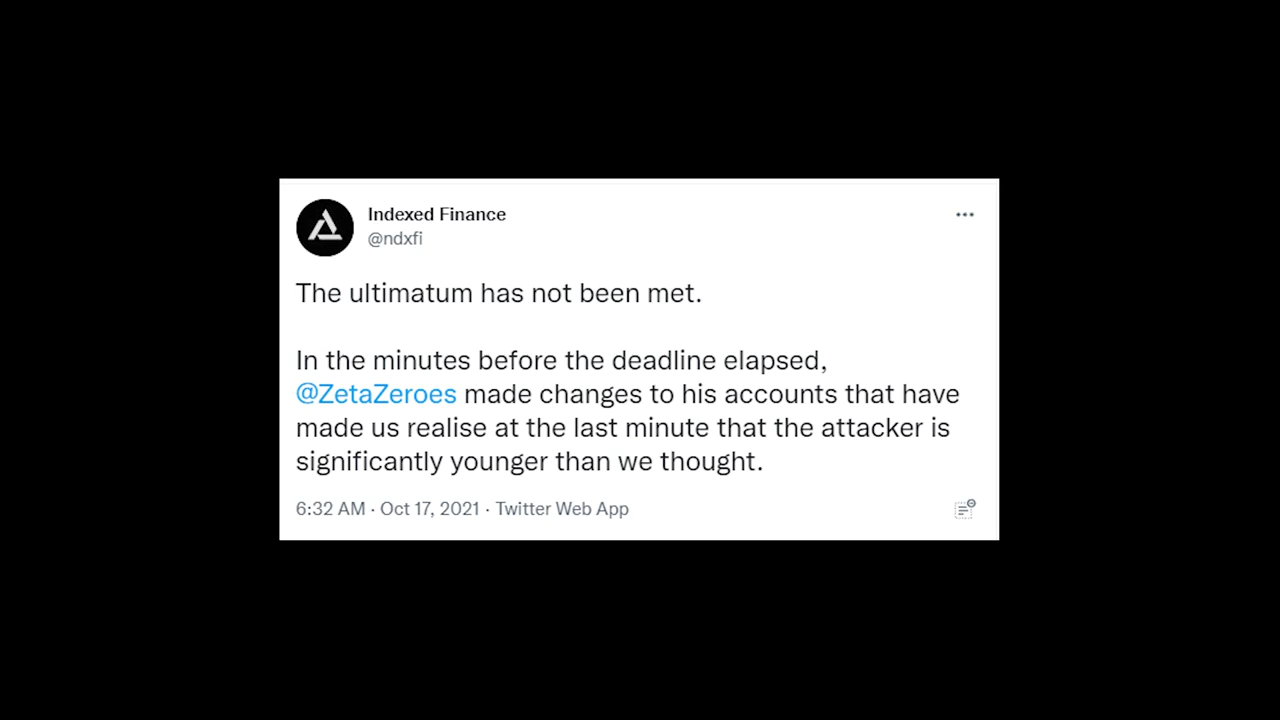 Indexed Finance
@ndxfi
The ultimatum has not been met.
In the minutes before the deadline elapsed,
@ZetaZeroes made changes to his accounts that have
made us realise at the last minute that the attacker is
significantly younger than we thought.
6:32 AM · Oct 17, 2021 · Twitter Web App